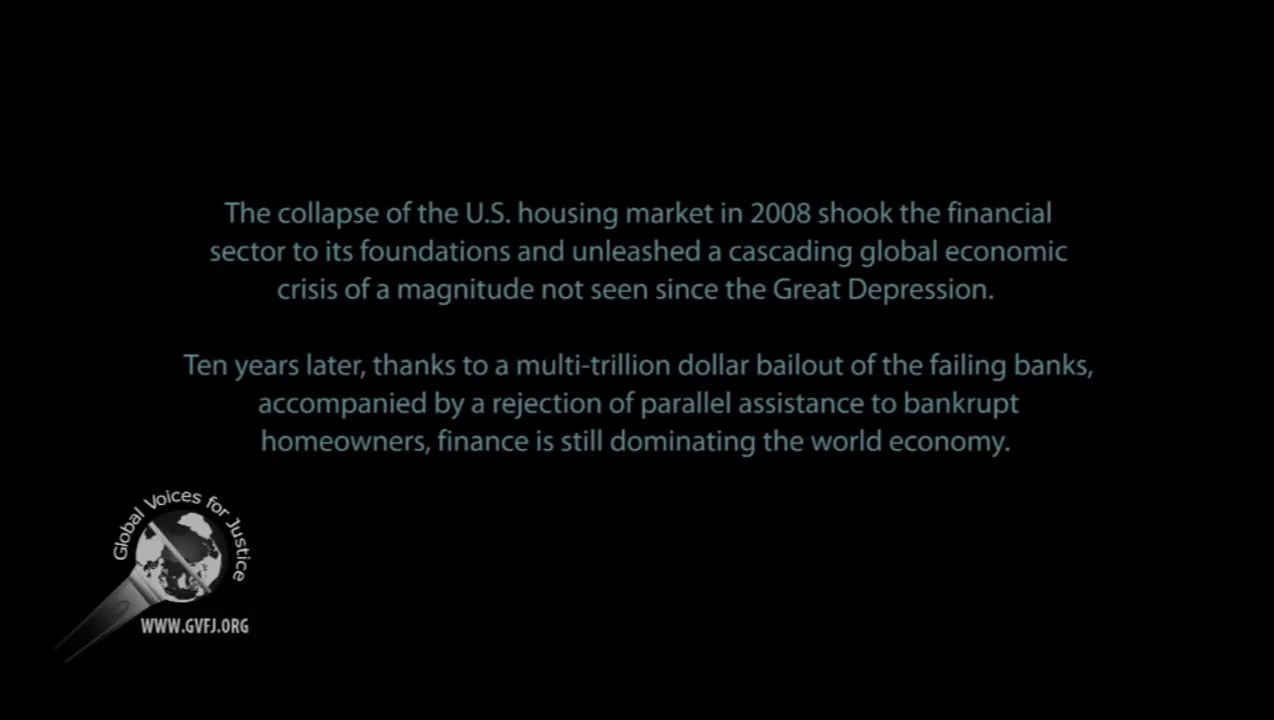 The collapse of the U.S. housing market in 2008 shook the financial
sector to its foundations and unleashed a cascading global economic
crisis of a magnitude not seen since the Great Depression.
Ten years later, thanks to a multi-trillion dollar bailout of the failing banks,
accompanied by a rejection of parallel assistance to bankrupt
homeowners, finance is still dominating the world economy.
Global Voices for Justice
WWW.GVFJ.ORG